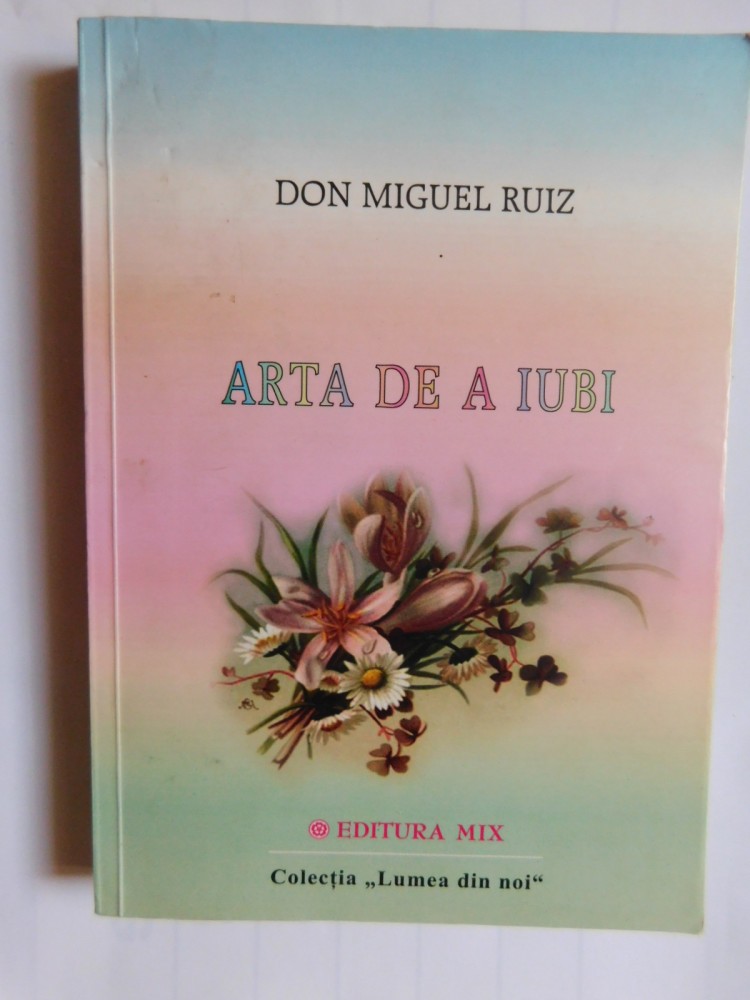 DON MIGUEL RUIZ
ARTA DE A IUBI
EDITURA MIX
Colecția „Lumea din noi“